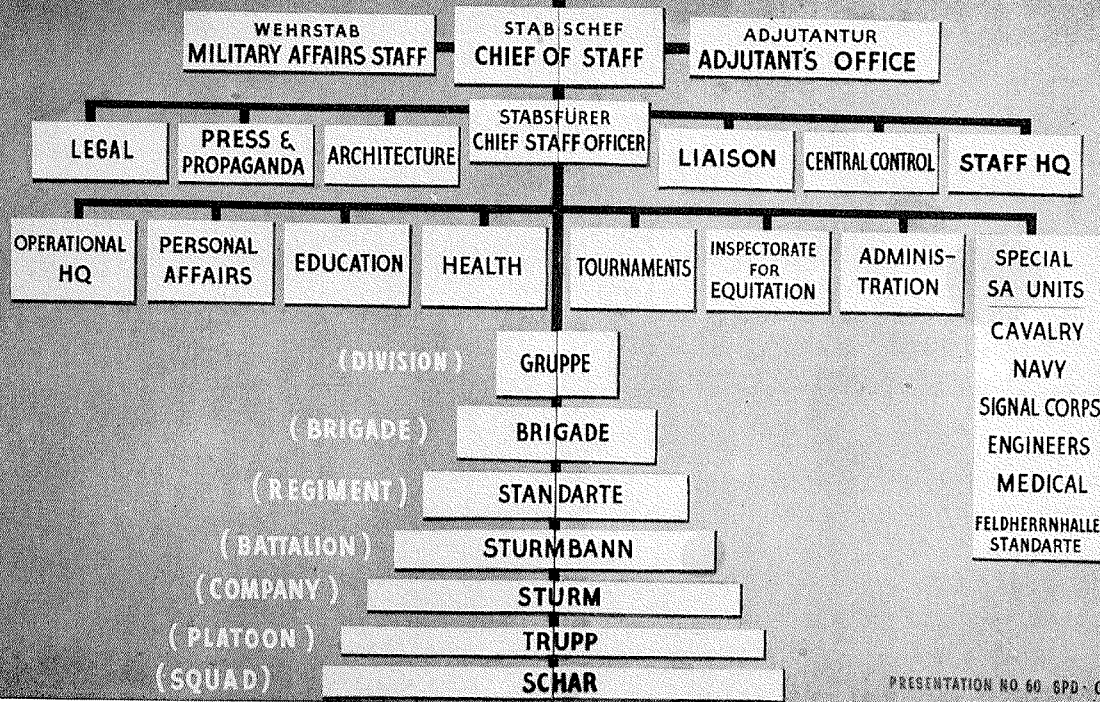 WEHRSTAB
MILITARY AFFAIRS STAFF
STABSCHEF
CHIEF OF STAFF
ADJUTANTUR
ADJUTANT'S OFFICE
STABSFÜRER
CHIEF STAFF OFFICER
LEGAL
PRESS &
PROPAGANDA
ARCHITECTURE
LIAISON
CENTRAL CONTROL
STAFF HQ
OPERATIONAL
HQ
PERSONAL
AFFAIRS
EDUCATION
HEALTH
TOURNAMENTS
INSPECTORATE
FOR
EQUITATION
ADMINIS-
TRATION
SPECIAL
SA UNITS
CAVALRY
NAVY
SIGNAL CORPS
ENGINEERS
MEDICAL
FELDHERRNHALLE
STANDARTE
(DIVISION)
GRUPPE
(BRIGADE)
BRIGADE
(REGIMENT)
STANDARTE
(BATTALION)
STURMBANN
(COMPANY)
STURM
(PLATOON)
TRUPP
(SQUAD)
SCHAR
PRESENTATION NO 60